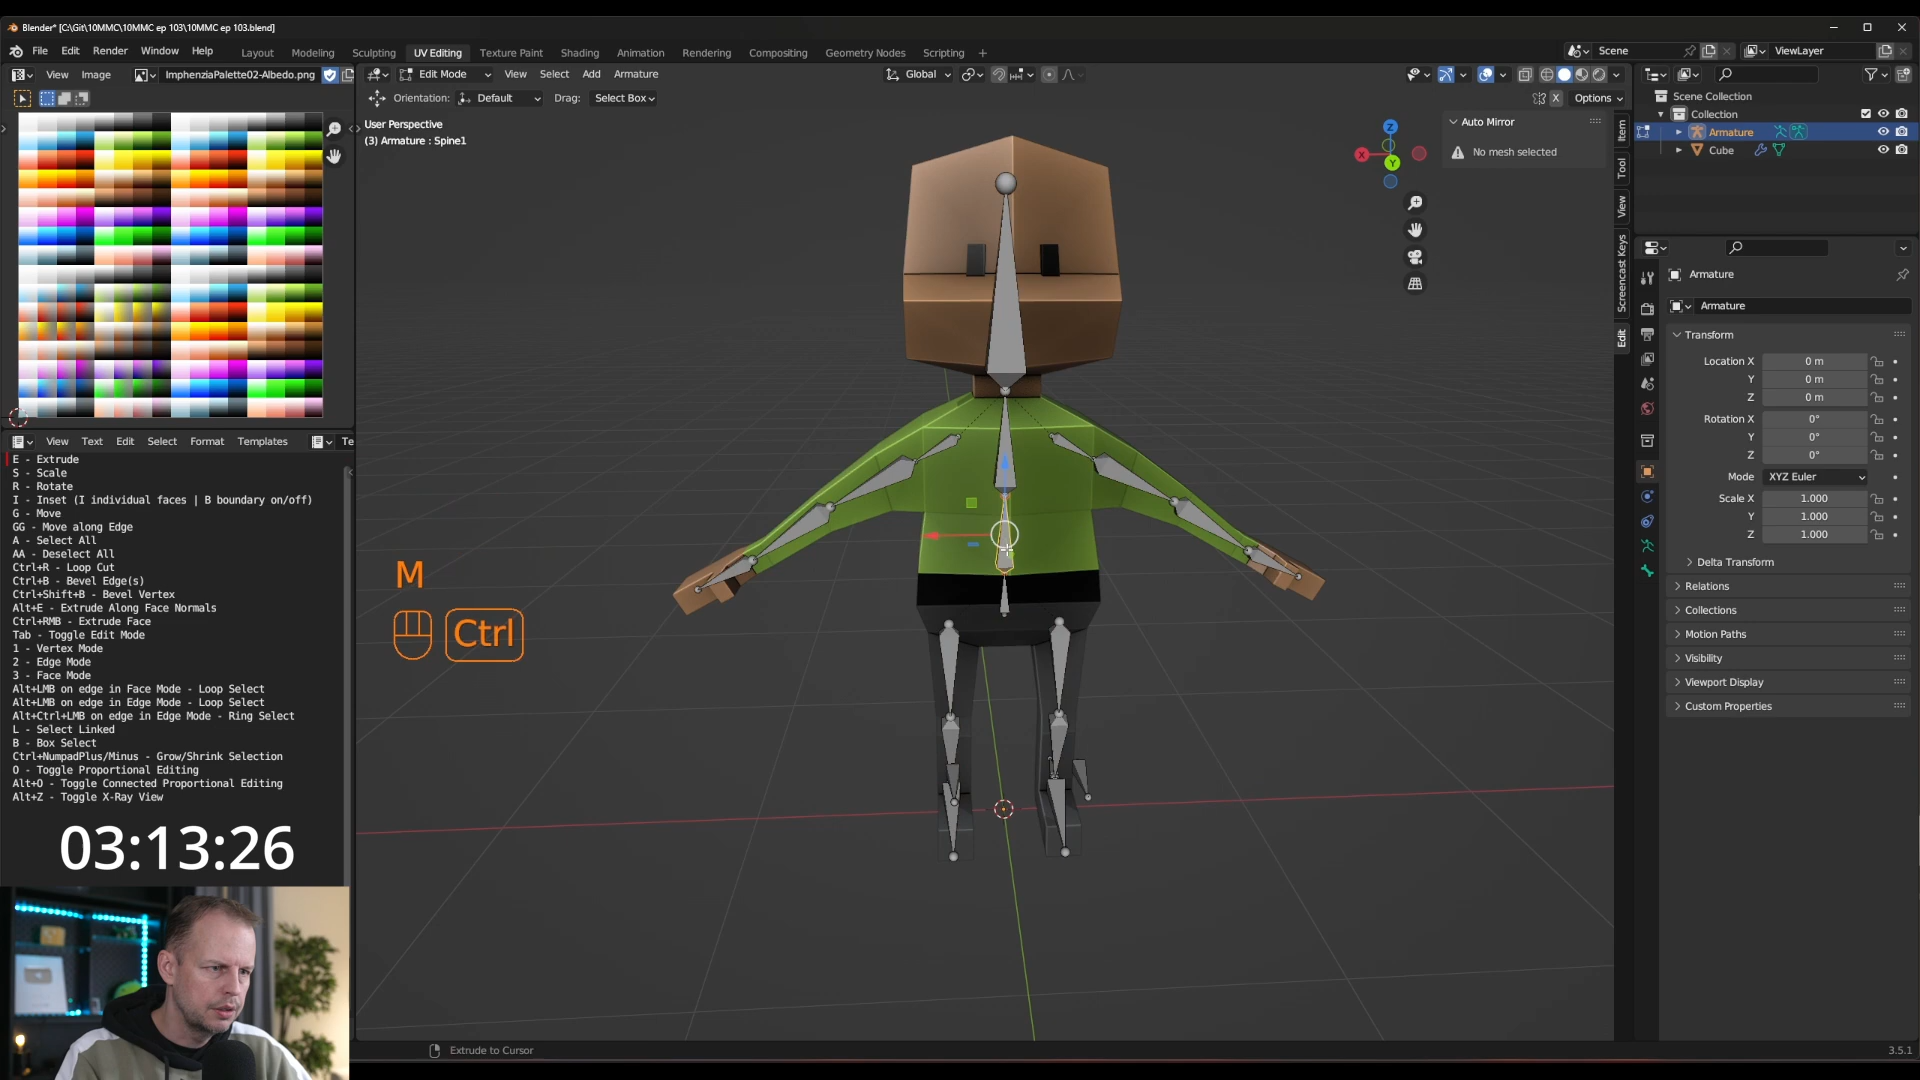 Blender* [C:\Git\10MMC\10MMC ep 103\10MMC ep 103.blend]
File Edit Render Window Help
Layout Modeling Sculpting UV Editing Texture Paint Shading Animation Rendering Compositing Geometry Nodes Scripting +
Scene
ViewLayer
View Image ImphenziaPalette02-Albedo.png
Edit Mode View Select Add Armature
Global
Orientation: Default Drag: Select Box
X Options
User Perspective
(3) Armature : Spine1
Auto Mirror
No mesh selected
Z
X
Y
Item
Tool
View
Screencast Keys
Edit
Scene Collection
Collection
Armature
Cube
Armature
Armature
Transform
Location X 0 m
Y 0 m
Z 0 m
Rotation X 0°
Y 0°
Z 0°
Mode XYZ Euler
Scale X 1.000
Y 1.000
Z 1.000
Delta Transform
Relations
Collections
Motion Paths
Visibility
Viewport Display
Custom Properties
View Text Edit Select Format Templates Te
E - Extrude
S - Scale
R - Rotate
I - Inset (I individual faces | B boundary on/off)
G - Move
GG - Move along Edge
A - Select All
AA - Deselect All
Ctrl+R - Loop Cut
Ctrl+B - Bevel Edge(s)
Ctrl+Shift+B - Bevel Vertex
Alt+E - Extrude Along Face Normals
Ctrl+RMB - Extrude Face
Tab - Toggle Edit Mode
1 - Vertex Mode
2 - Edge Mode
3 - Face Mode
Alt+LMB on edge in Face Mode - Loop Select
Alt+LMB on edge in Edge Mode - Loop Select
Alt+Ctrl+LMB on edge in Edge Mode - Ring Select
L - Select Linked
B - Box Select
Ctrl+NumpadPlus/Minus - Grow/Shrink Selection
O - Toggle Proportional Editing
Alt+O - Toggle Connected Proportional Editing
Alt+Z - Toggle X-Ray View
M
Ctrl
03:13:26
Extrude to Cursor
3.5.1